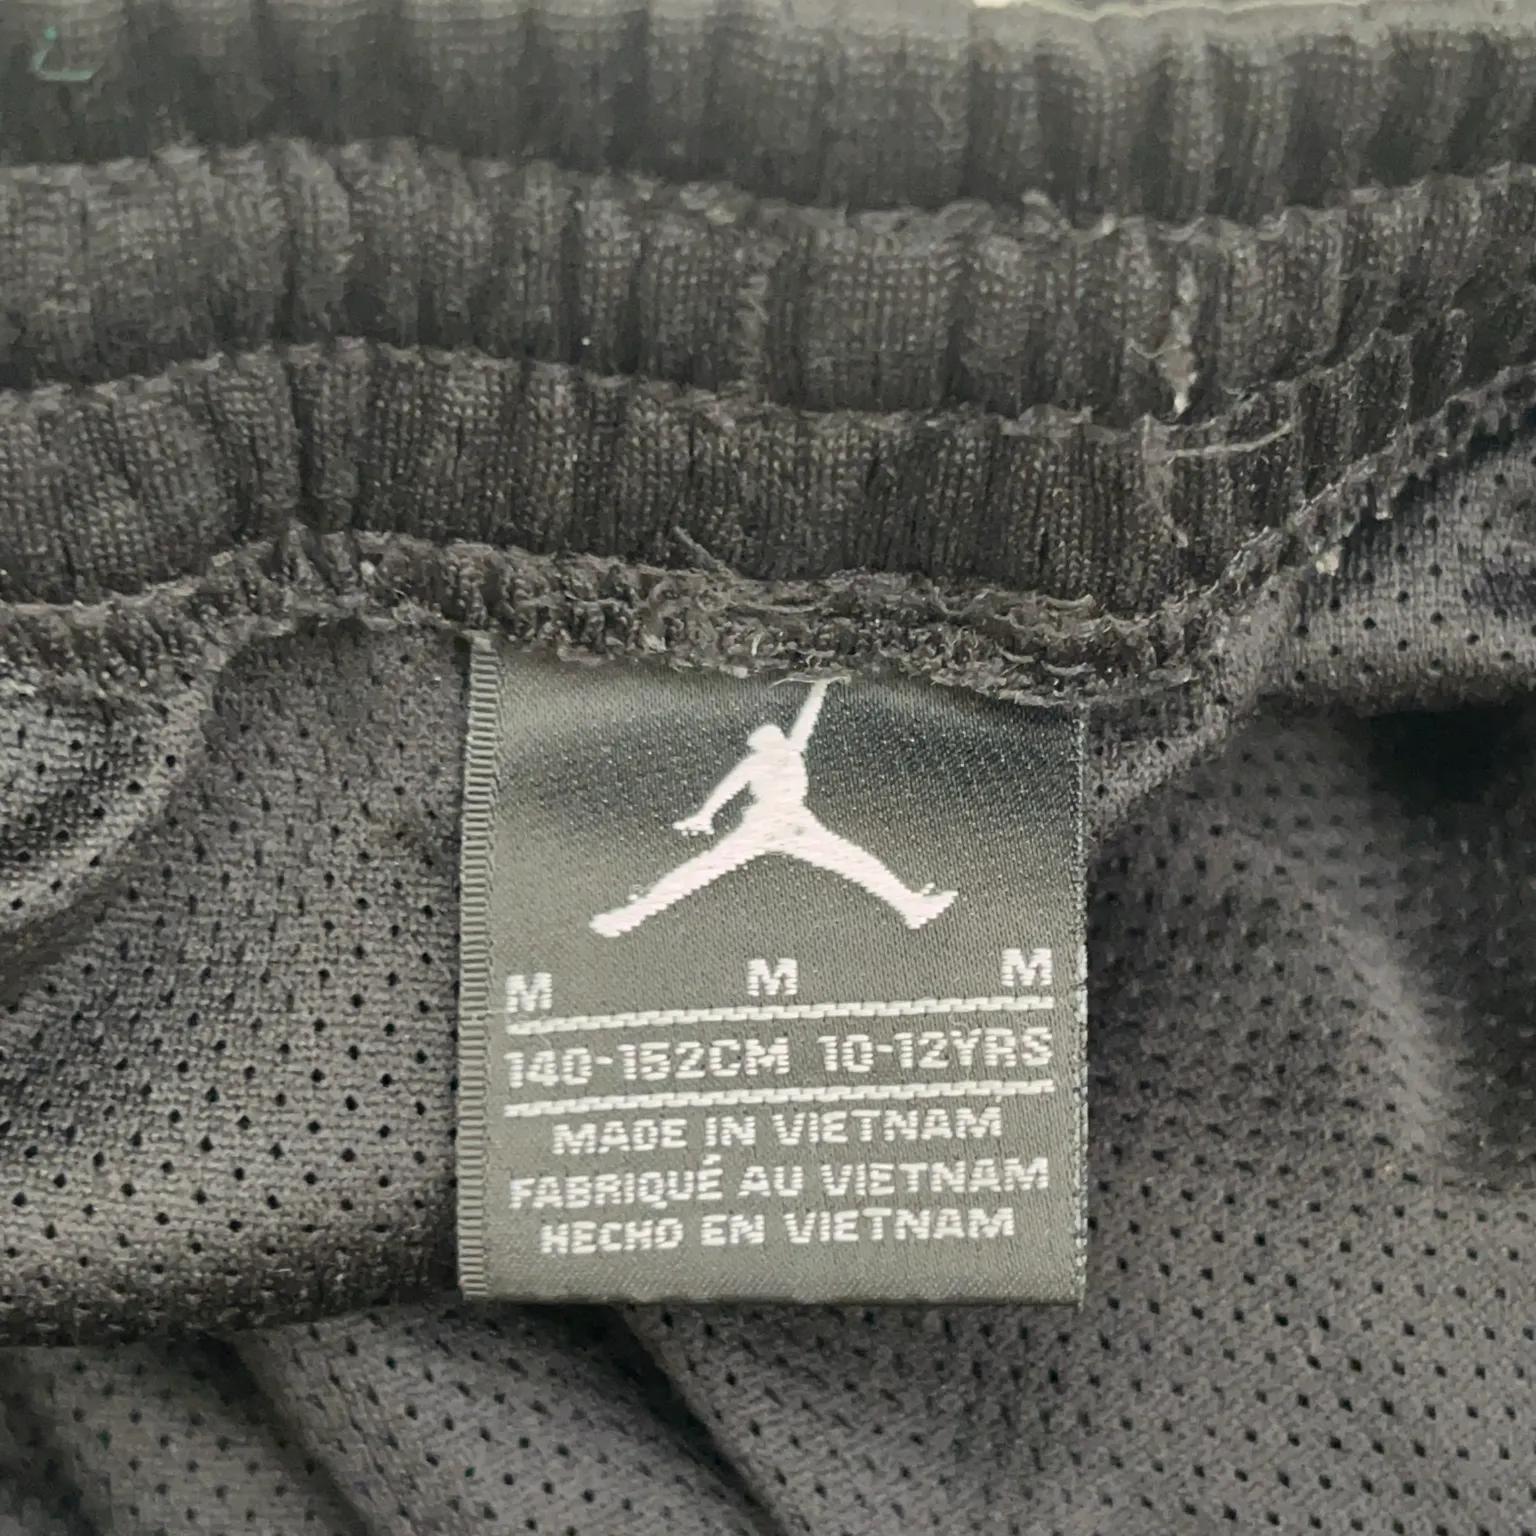 M M M
140-152CM 10-12YRS
MADE IN VIETNAM
FABRIQUÉ AU VIETNAM
HECHO EN VIETNAM